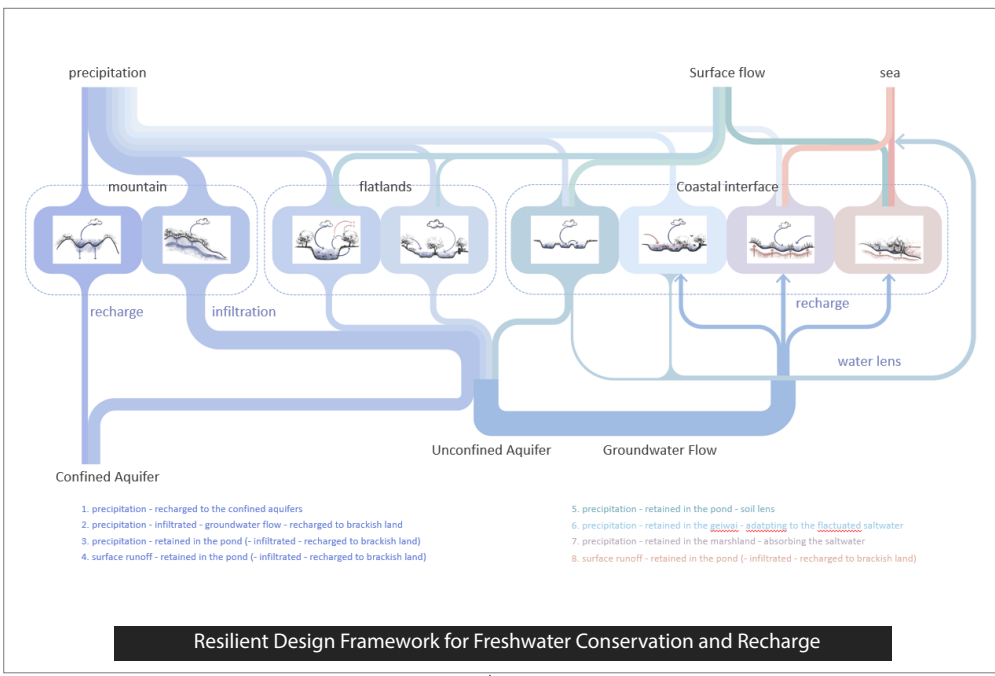 precipitation
Surface flow
sea
mountain
flatlands
Coastal interface
recharge
infiltration
recharge
water lens
Unconfined Aquifer
Groundwater Flow
Confined Aquifer
1. precipitation - recharged to the confined aquifers
2. precipitation - infiltrated - groundwater flow - recharged to brackish land
3. precipitation - retained in the pond (- infiltrated - recharged to brackish land)
4. surface runoff - retained in the pond (- infiltrated - recharged to brackish land)
5. precipitation - retained in the pond - soil lens
6. precipitation - retained in the geiwai - adatpting to the flactuated saltwater
7. precipitation - retained in the marshland - absoring the saltwater
8. surface runoff - retained in the pond (- infiltrated - recharged to brackish land)
Resilient Design Framework for Freshwater Conservation and Recharge